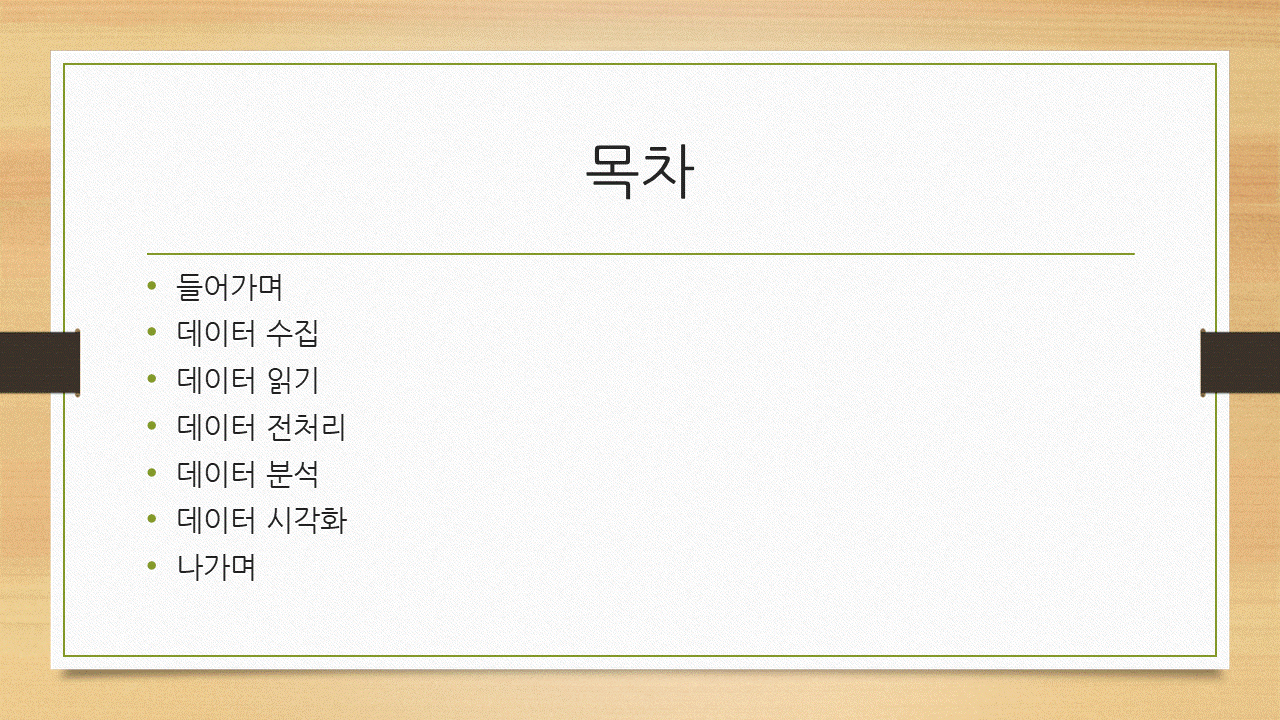 목차
• 들어가며
• 데이터 수집
• 데이터 읽기
• 데이터 전처리
• 데이터 분석
• 데이터 시각화
• 나가며